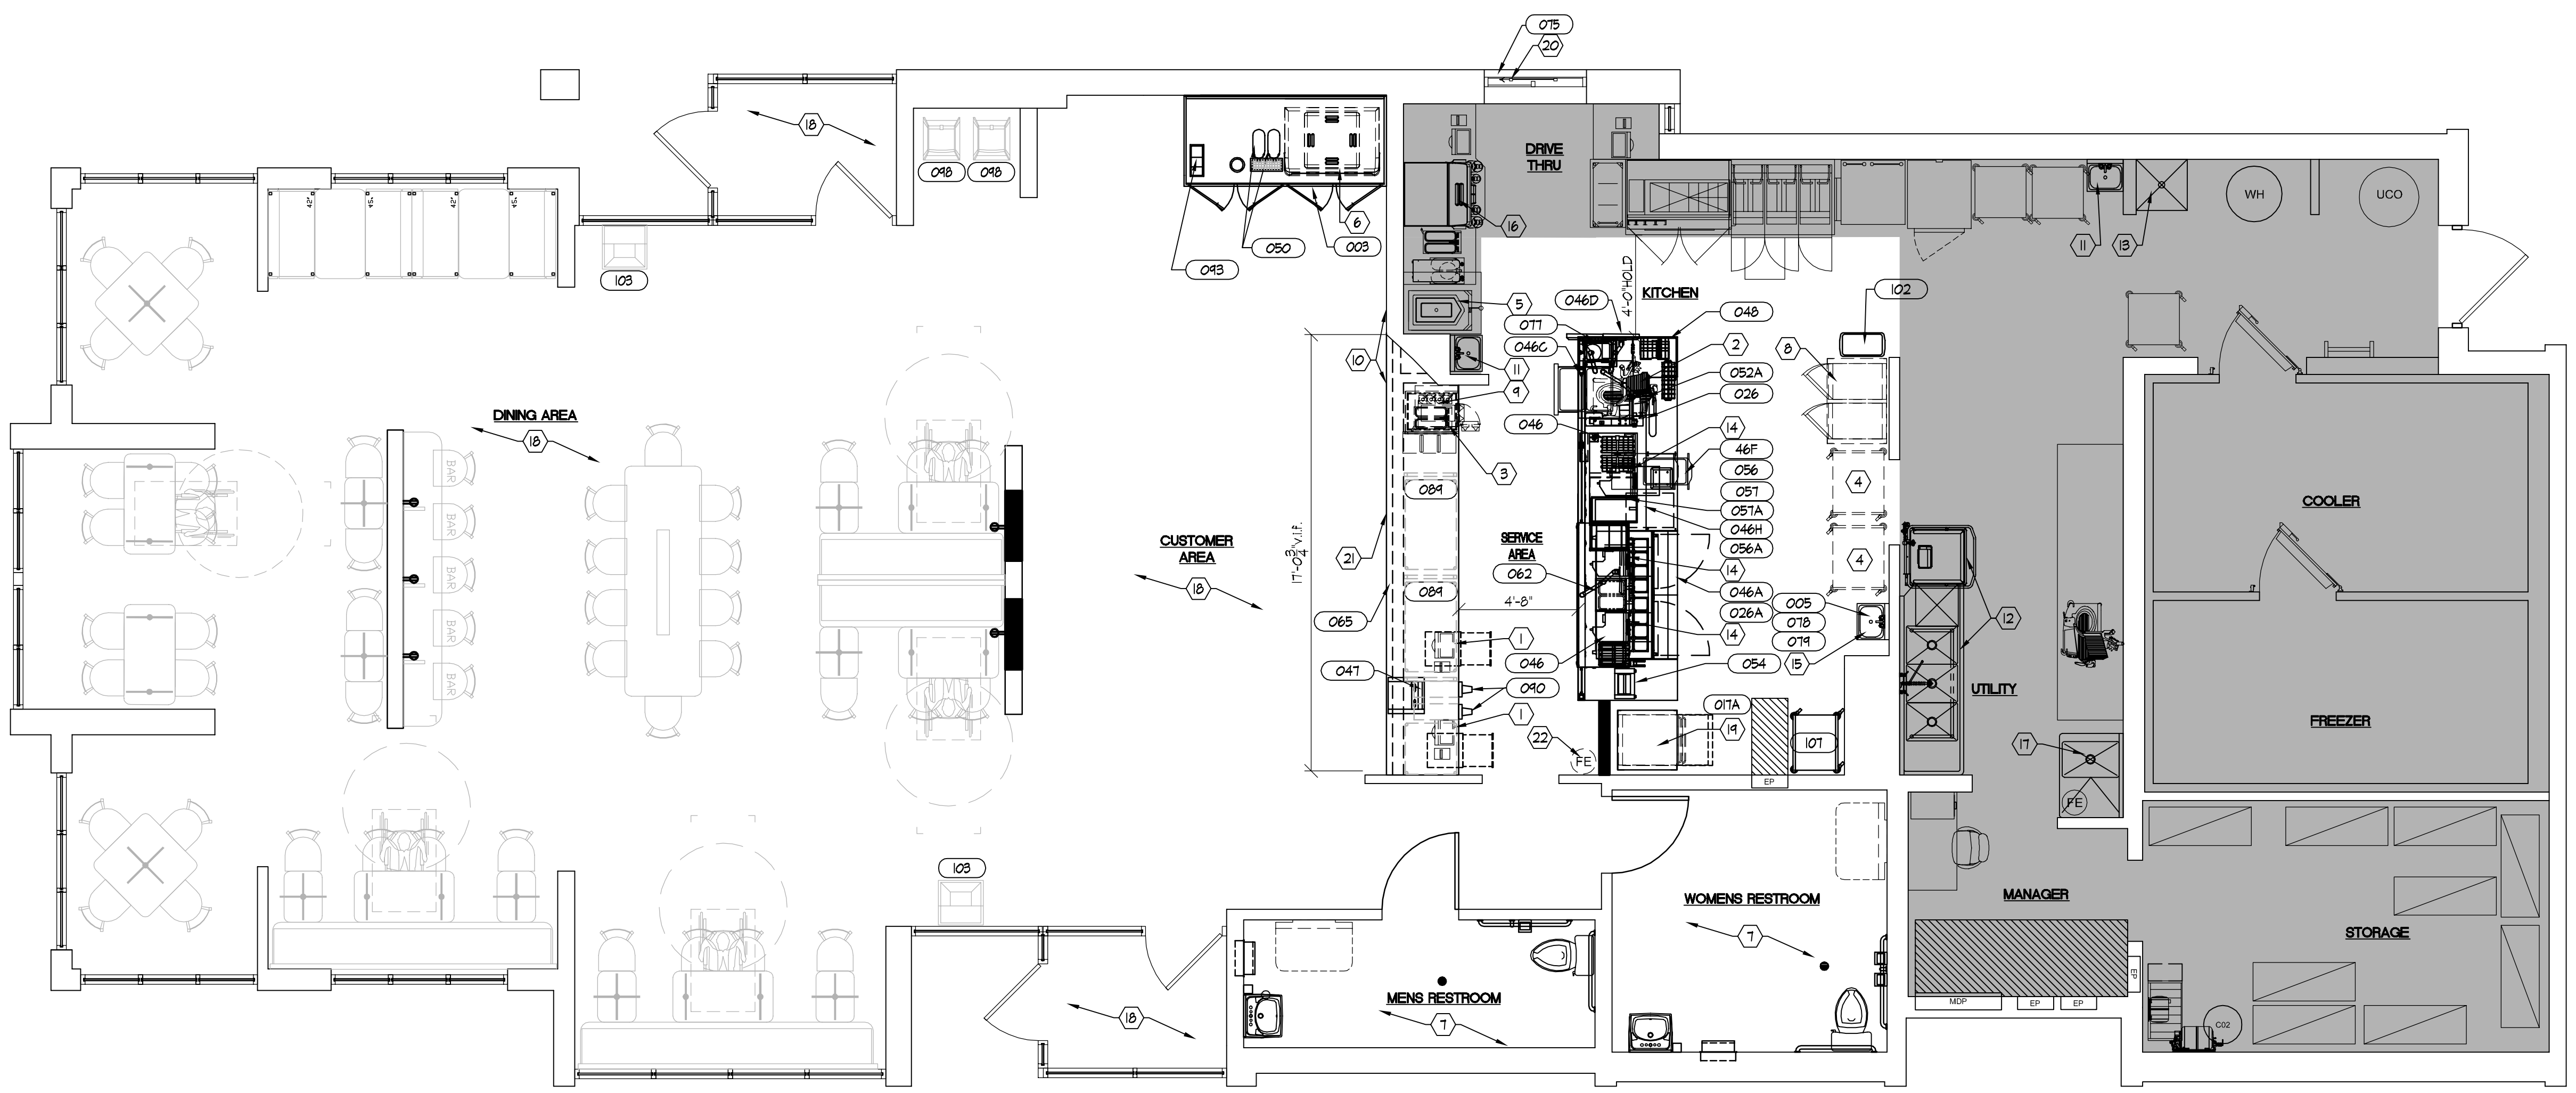 075
20
18
098
098
DRIVE
THRU
WH
UCO
42"
45"
42"
45"
6
16
11
13
050
003
093
103
5
046D
4'-0"HOLD
KITCHEN
102
077
048
046C
2
8
10
11
052A
9
026
DINING AREA
18
046
14
BAR
3
46F
089
056
4
057
COOLER
BAR
057A
CUSTOMER
AREA
17'-0 3/4"v.i.f.
SERVICE
AREA
046H
21
056A
4
BAR
062
14
18
089
4'-8"
046A
005
065
026A
078
12
BAR
1
14
079
046
054
15
047
090
UTILITY
BAR
017A
1
FREEZER
19
22
107
17
FE
EP
FE
103
MANAGER
WOMENS RESTROOM
STORAGE
7
EP
MENS RESTROOM
MDP
EP
EP
18
7
C02